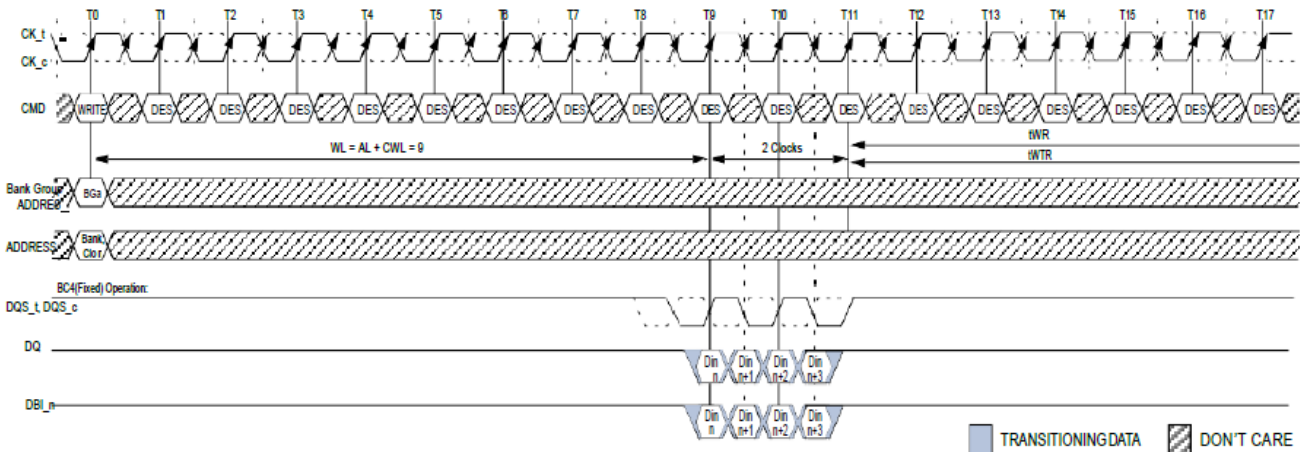 T0 T1 T2 T3 T4 T5 T6 T7 T8 T9 T10 T11 T12 T13 T14 T15 T16 T17
CK_t
CK_c
CMD WRITE DES DES DES DES DES DES DES DES DES DES DES DES DES DES DES DES DES
tWR
WL = AL + CWL = 9 2 Clocks
tWTR
Bank Group BGa
ADDRE0_
ADDRESS Bank
Clor
BC4(Fixed) Operation:
DQS_t, DQS_c
DQ Din Din Din Din
n n+1 n+2 n+3
DBI_n Din Din Din Din
n n+1 n+2 n+3
TRANSITIONING DATA DON'T CARE